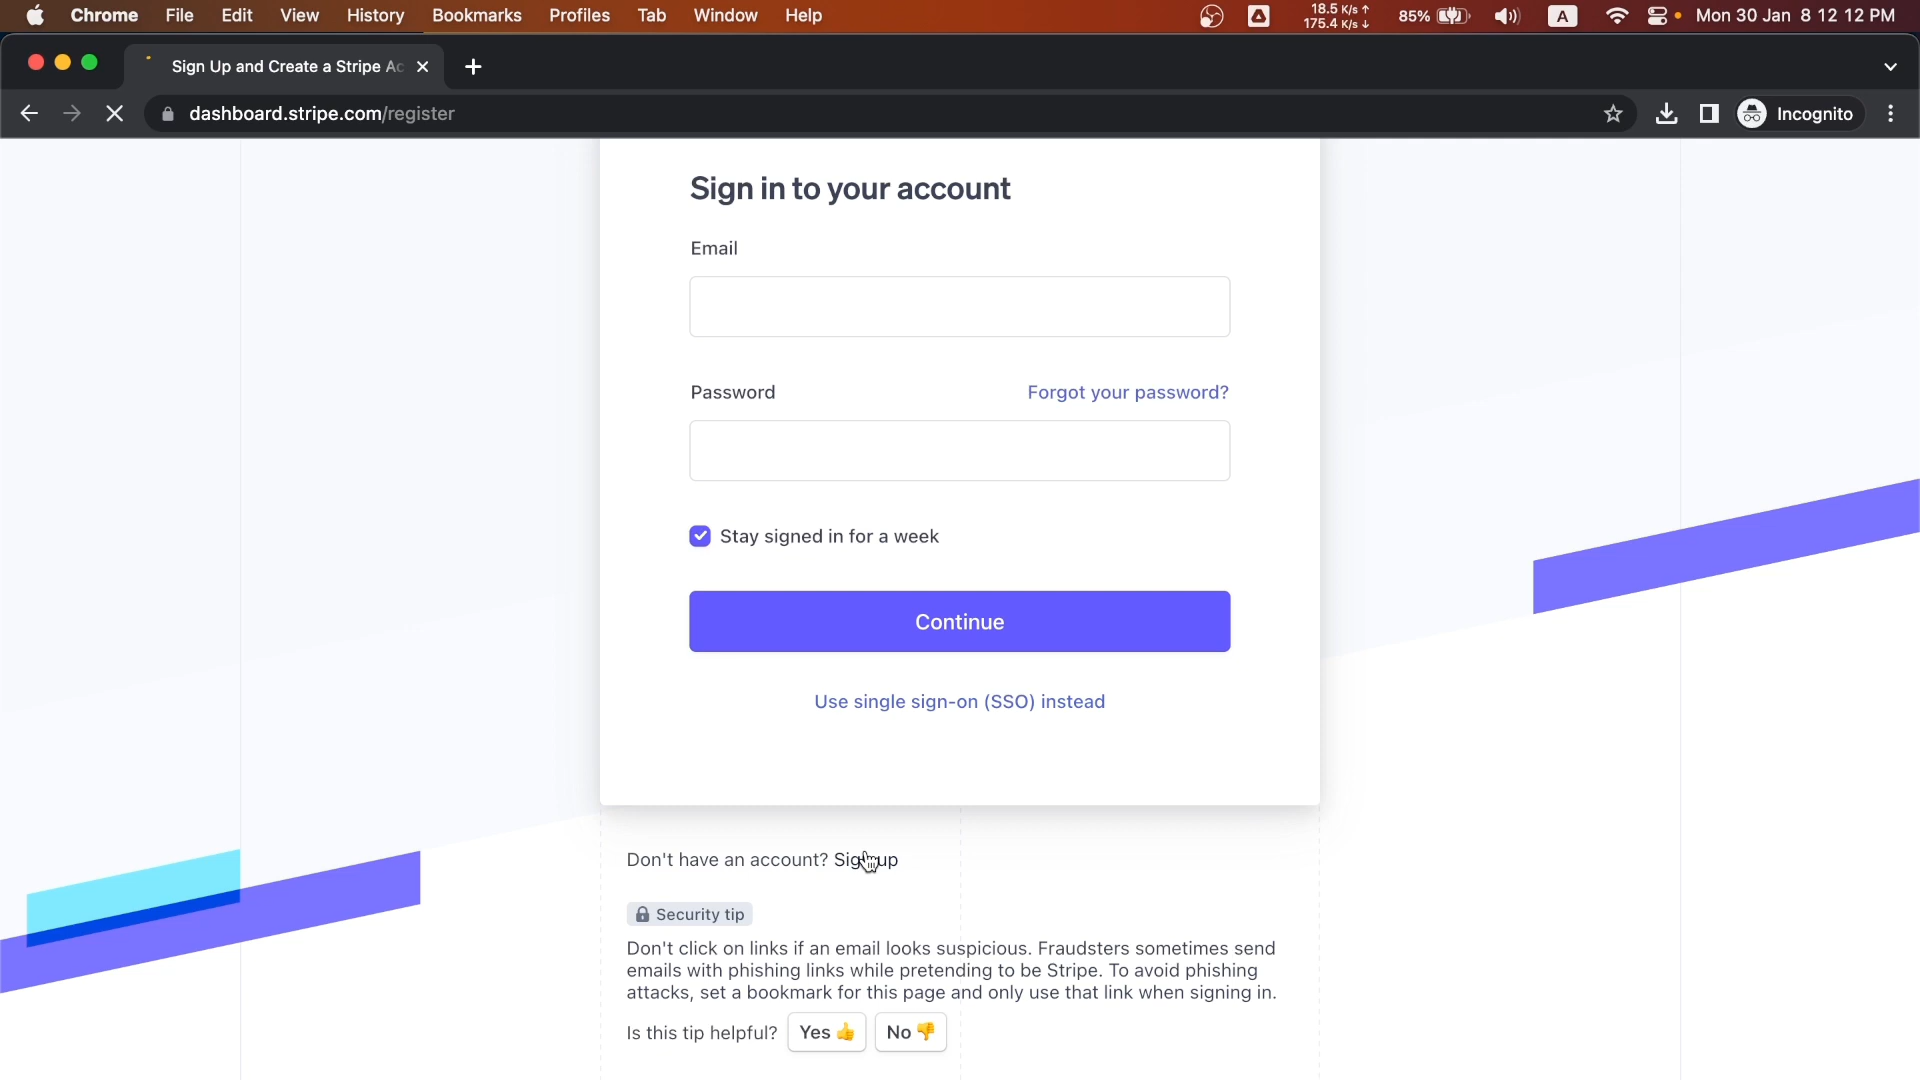 Chrome File Edit View History Bookmarks Profiles Tab Window Help 18.5 K/s ↑ 175.4 K/s ↓ 85% A Mon 30 Jan 8 12 12 PM
Sign Up and Create a Stripe Ac
dashboard.stripe.com/register Incognito
Sign in to your account
Email
Password Forgot your password?
Stay signed in for a week
Continue
Use single sign-on (SSO) instead
Don't have an account? Sign up
Security tip
Don't click on links if an email looks suspicious. Fraudsters sometimes send
emails with phishing links while pretending to be Stripe. To avoid phishing
attacks, set a bookmark for this page and only use that link when signing in.
Is this tip helpful? Yes 👍 No 👎